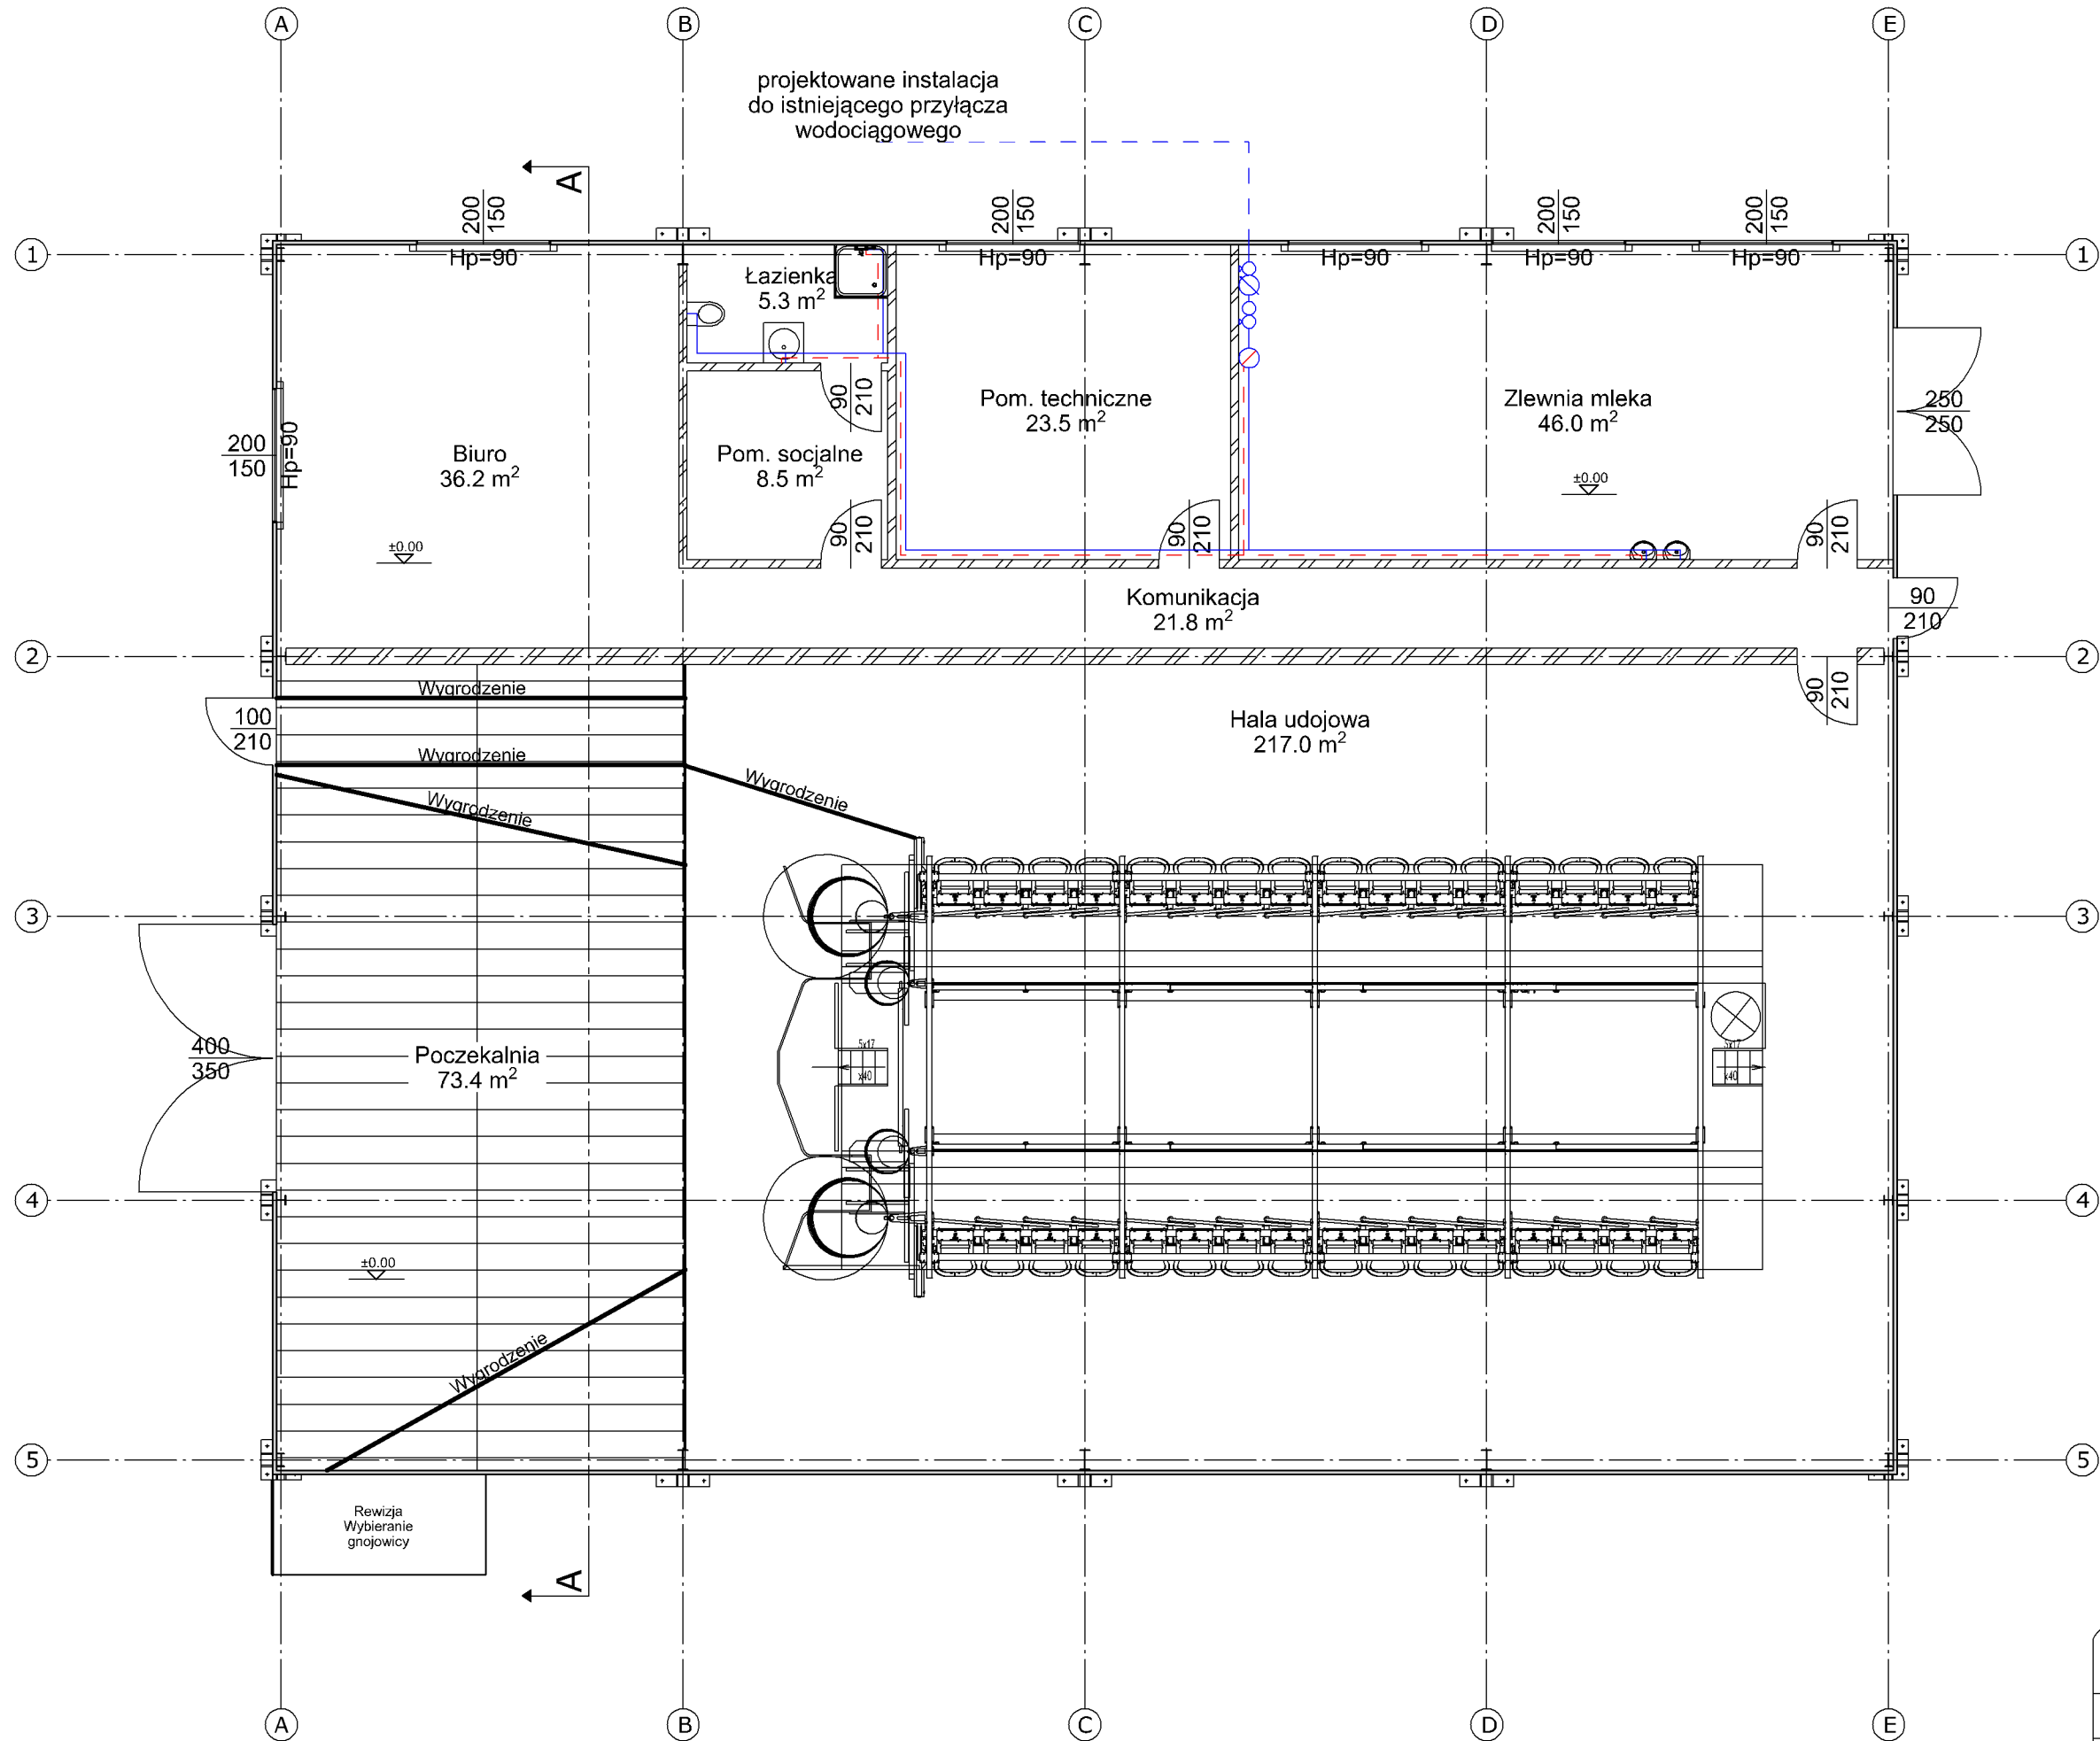 A B C D E
projektowane instalacja
do istniejącego przyłącza
wodociągowego
A
200
150
200
150
200
150
200
150
1
Hp=90
Hp=90
Hp=90
Hp=90
Hp=90
1
Łazienka
5.3 m²
Pom. techniczne
23.5 m²
Zlewnia mleka
46.0 m²
250
250
90
210
200
150
Hp=90
Biuro
36.2 m²
Pom. socjalne
8.5 m²
±0.00
±0.00
90
210
90
210
90
210
Komunikacja
21.8 m²
90
210
2
2
Wygrodzenie
90
210
100
210
Hala udojowa
217.0 m²
Wygrodzenie
Wygrodzenie
Wygrodzenie
3
3
400
350
Poczekalnia
73.4 m²
5x17
x40
5x17
x40
4
4
±0.00
Wygrodzenie
5
5
Rewizja
Wybieranie
gnojowicy
A
A B C D E